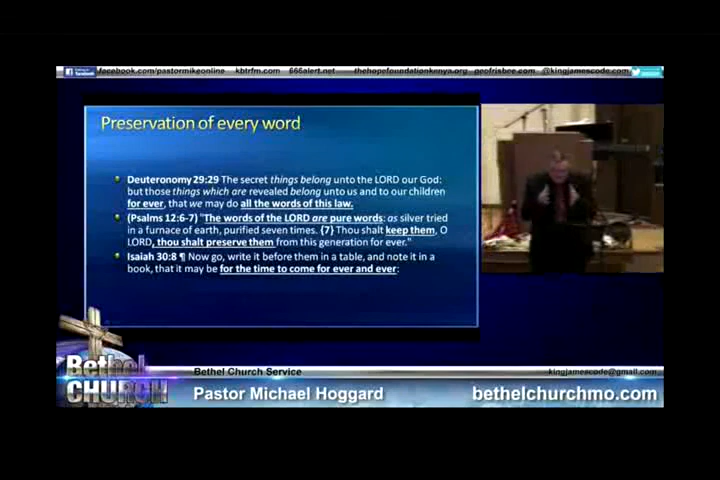 facebook.com/pastormikeonline kbtrfm.com 666alert.net thehopefoundationkenya.org geofrisbee.com @kingjamescode.com
Preservation of every word
Deuteronomy 29:29 The secret things belong unto the LORD our God:
but those things which are revealed belong unto us and to our children
for ever, that we may do all the words of this law.
(Psalms 12:6-7) "The words of the LORD are pure words: as silver tried
in a furnace of earth, purified seven times. {7} Thou shalt keep them, O
LORD, thou shalt preserve them from this generation for ever."
Isaiah 30:8 ¶ Now go, write it before them in a table, and note it in a
book, that it may be for the time to come for ever and ever:
Bethel
CHURCH
Bethel Church Service
kingjamescode@gmail.com
Pastor Michael Hoggard
bethelchurchmo.com